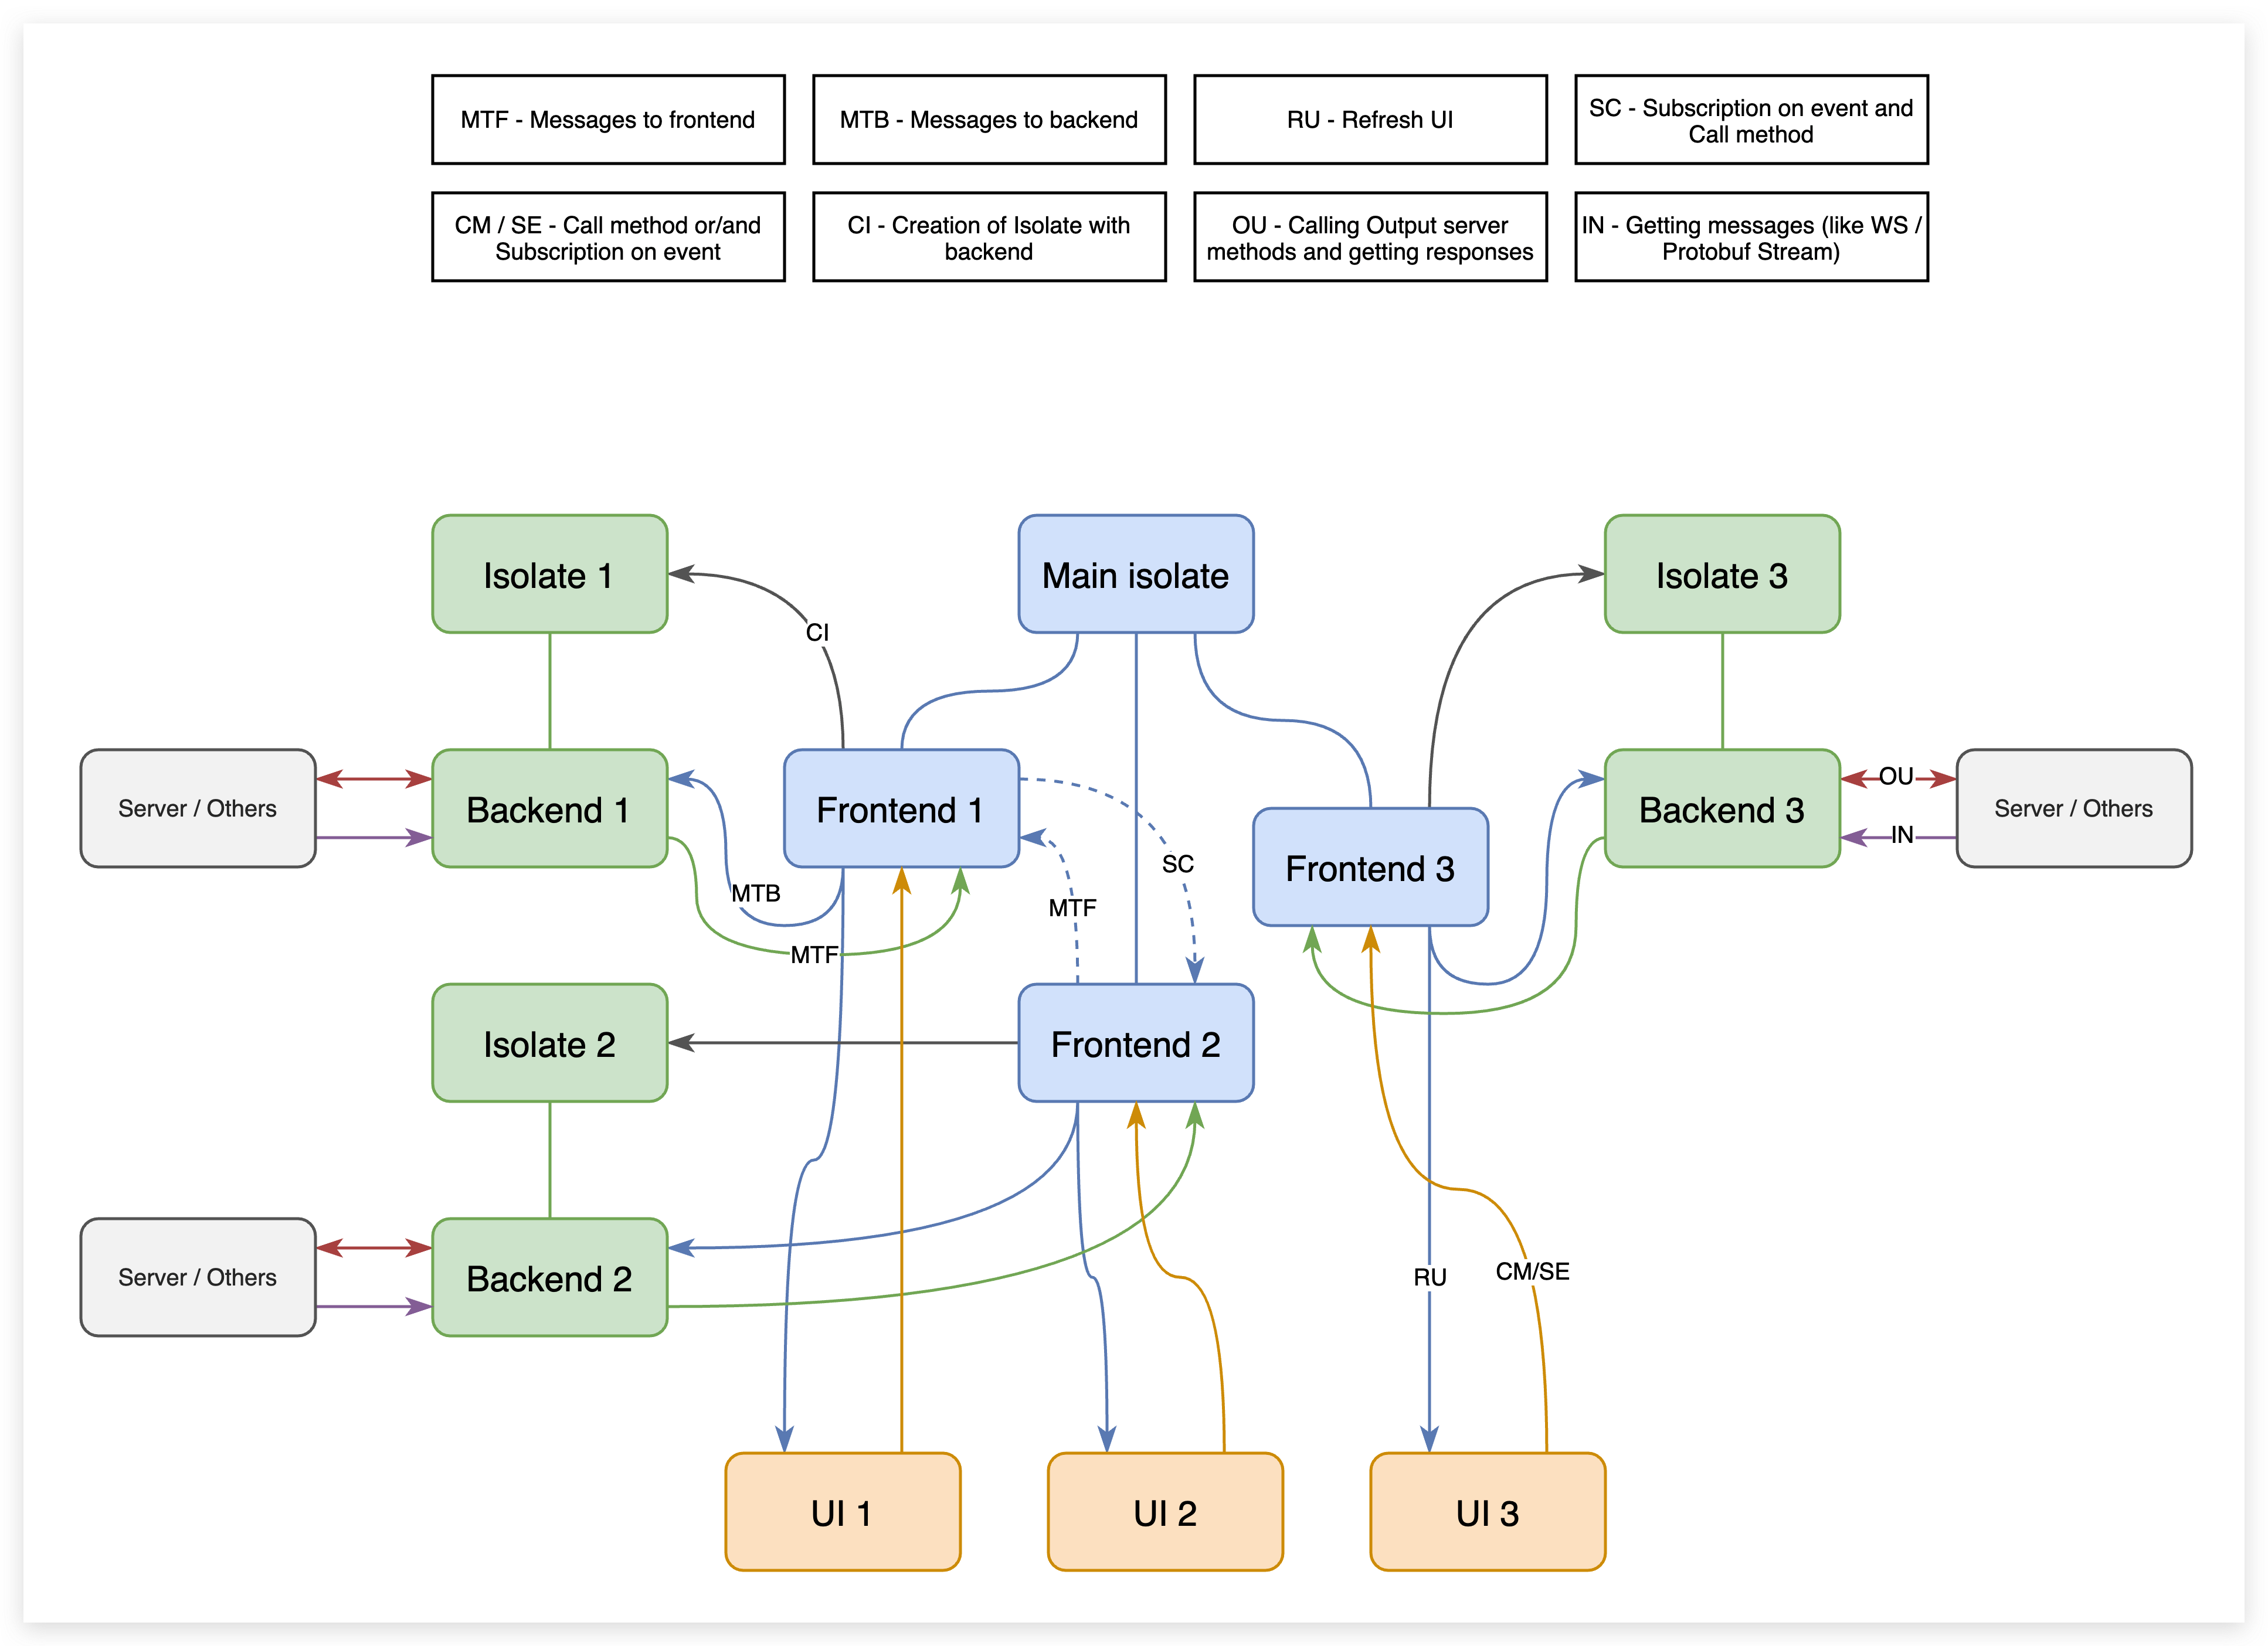 MTF - Messages to frontend
MTB - Messages to backend
RU - Refresh UI
SC - Subscription on event and
Call method
CM / SE - Call method or/and
Subscription on event
CI - Creation of Isolate with
backend
OU - Calling Output server
methods and getting responses
IN - Getting messages (like WS /
Protobuf Stream)
Isolate 1
Main isolate
Isolate 3
CI
Server / Others
Backend 1
Frontend 1
Frontend 3
Backend 3
OU
IN
Server / Others
SC
MTB
MTF
MTF
Isolate 2
Frontend 2
Server / Others
Backend 2
RU
CM/SE
UI 1
UI 2
UI 3